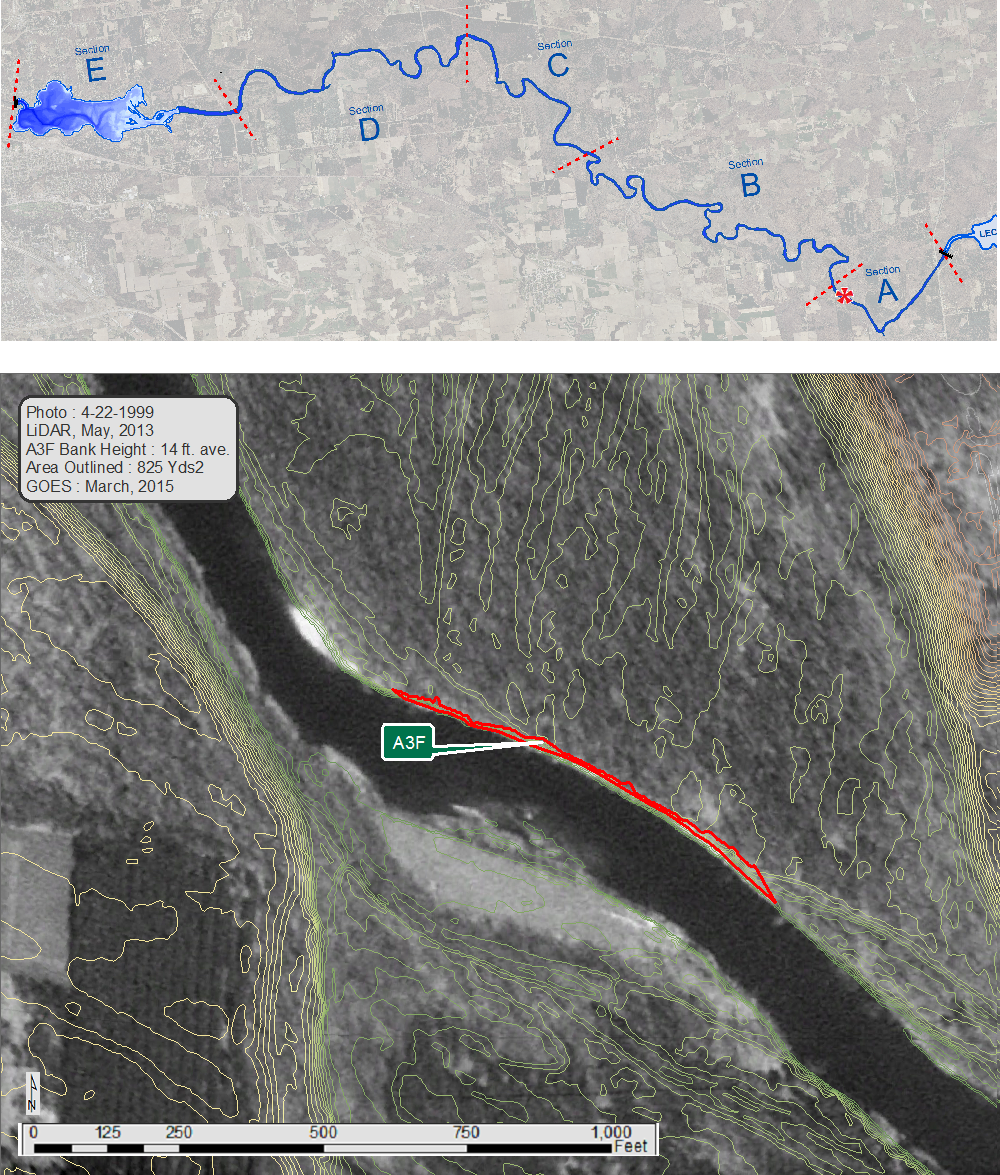 Section
E
Section
D
Section
C
Section
B
Section
A
LEC
Photo : 4-22-1999
LiDAR, May, 2013
A3F Bank Height : 14 ft. ave.
Area Outlined : 825 Yds2
GOES : March, 2015
A3F
N
0 125 250 500 750 1,000
Feet